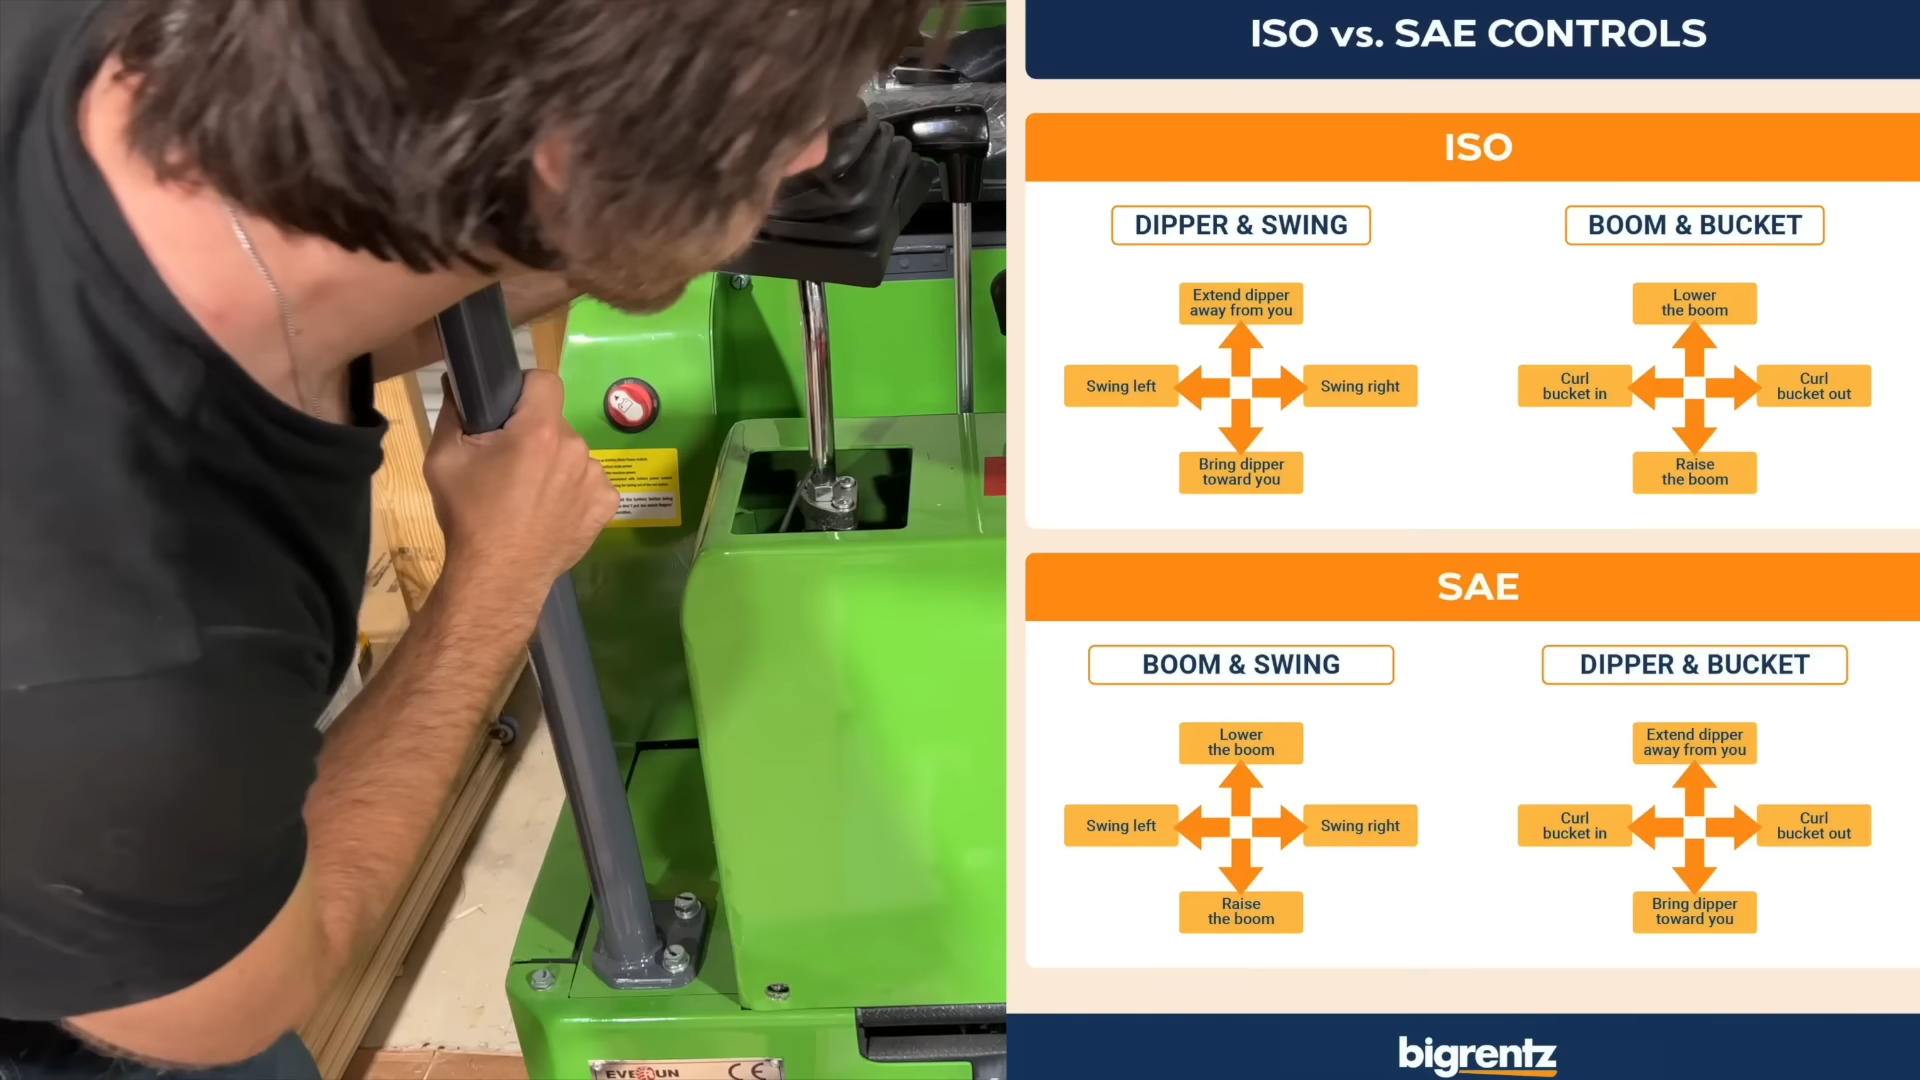 ISO vs. SAE CONTROLS
ISO
DIPPER & SWING
Extend dipper
away from you
Swing left
Swing right
Bring dipper
toward you
BOOM & BUCKET
Lower
the boom
Curl
bucket in
Curl
bucket out
Raise
the boom
SAE
BOOM & SWING
Lower
the boom
Swing left
Swing right
Raise
the boom
DIPPER & BUCKET
Extend dipper
away from you
Curl
bucket in
Curl
bucket out
Bring dipper
toward you
bigrentz
EVERUN CE